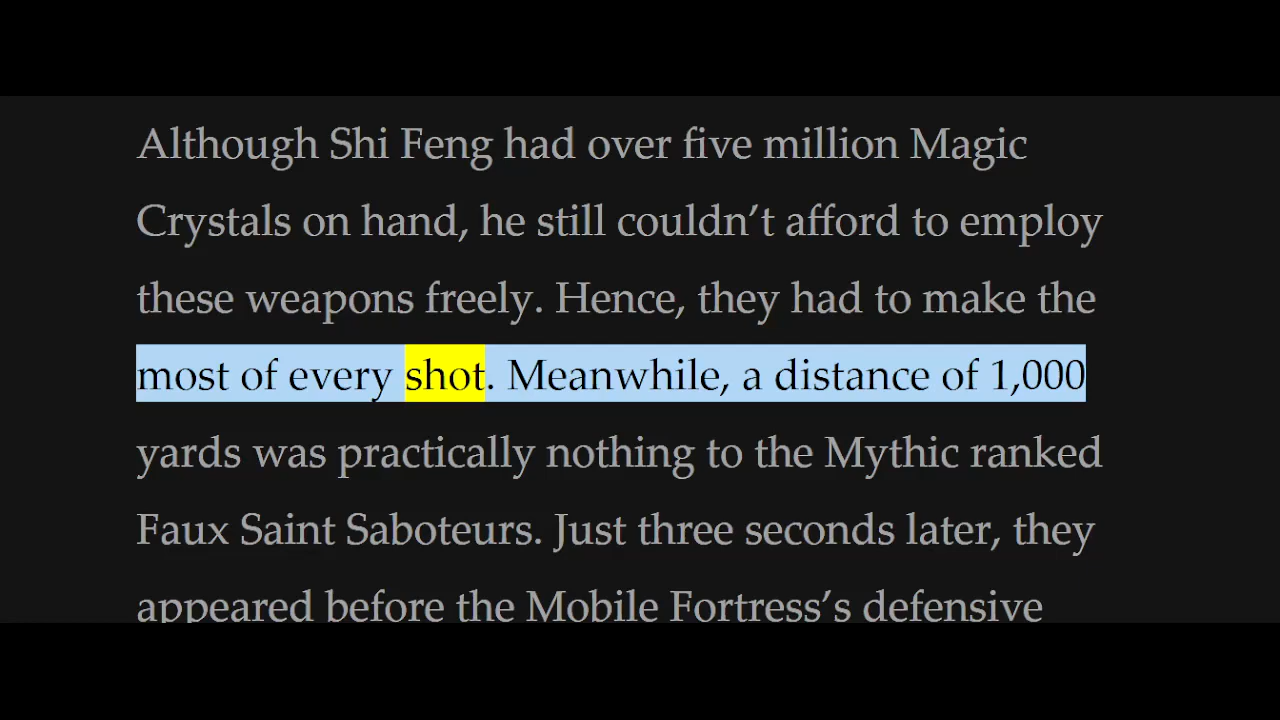 Although Shi Feng had over five million Magic
Crystals on hand, he still couldn’t afford to employ
these weapons freely. Hence, they had to make the
most of every shot. Meanwhile, a distance of 1,000
yards was practically nothing to the Mythic ranked
Faux Saint Saboteurs. Just three seconds later, they
appeared before the Mobile Fortress’s defensive